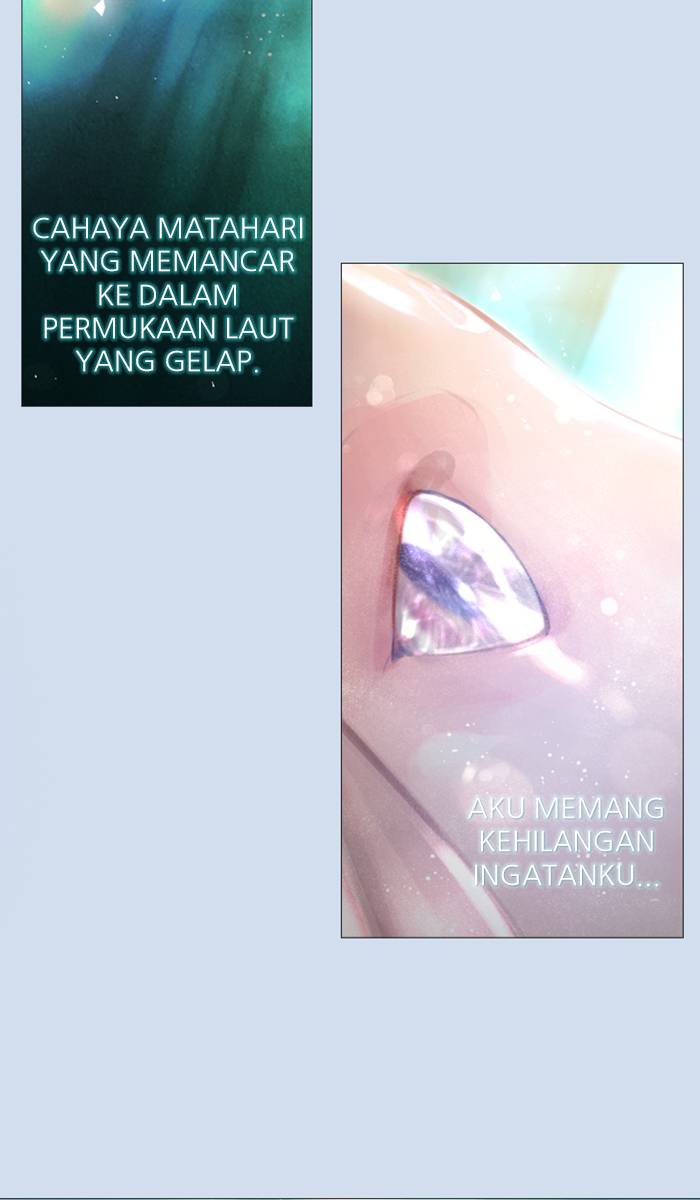 CAHAYA MATAHARI
YANG MEMANCAR
KE DALAM
PERMUKAAN LAUT
YANG GELAP.
AKU MEMANG
KEHILANGAN
INGATANKU...